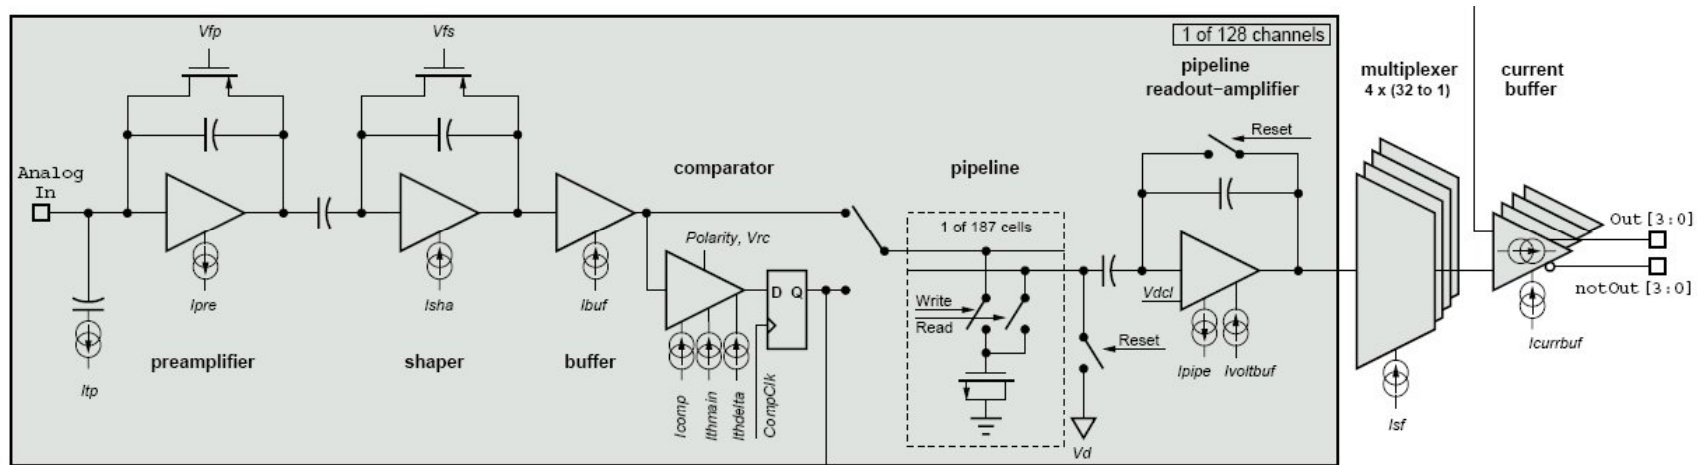 Vfp
Vfs
1 of 128 channels
pipeline
readout−amplifier
multiplexer
4 x (32 to 1)
current
buffer
Reset
Analog
In
comparator
pipeline
1 of 187 cells
Out[3:0]
notOut[3:0]
Polarity, Vrc
D Q
Write
Read
Vdcl
Reset
Ipre
Isha
Ibuf
Ipipe
Ivoltbuf
Icurrbuf
preamplifier
shaper
buffer
Itp
Icomp
Ithmain
Ithdelta
CompClk
Vd
Isf